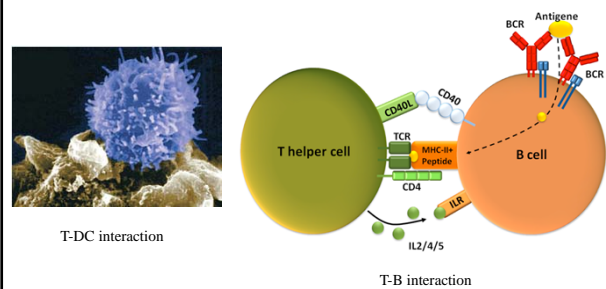 T-DC interaction
Antigene
BCR
BCR
CD40L
CD40
T helper cell
TCR
MHC-II+
Peptide
B cell
CD4
ILR
IL2/4/5
T-B interaction